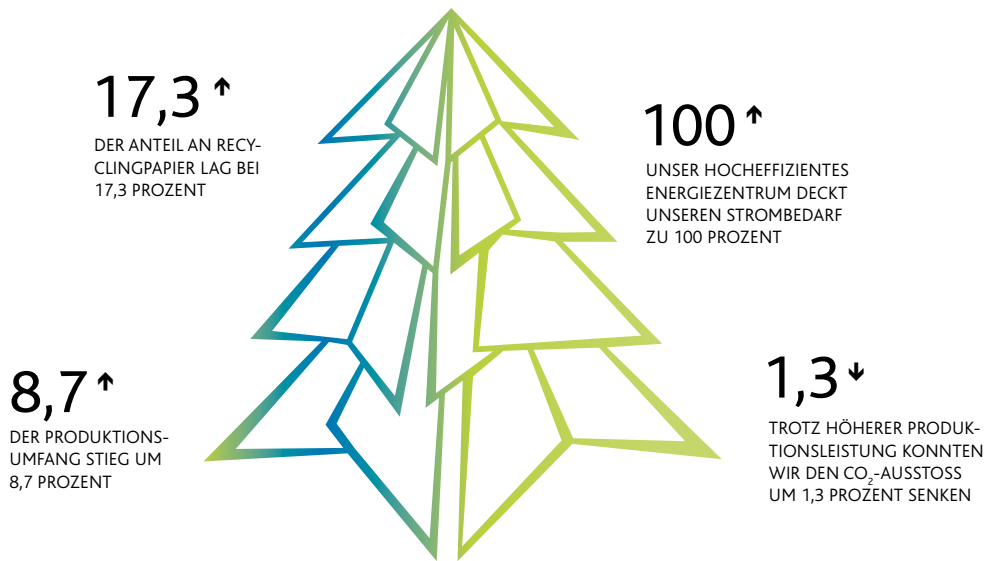 17,3 ↑
DER ANTEIL AN RECY-
CLINGPAPIER LAG BEI
17,3 PROZENT
100 ↑
UNSER HOCHEFFIZIENTES
ENERGIEZENTRUM DECKT
UNSEREN STROMBEDARF
ZU 100 PROZENT
8,7 ↑
DER PRODUKTIONS-
UMFANG STIEG UM
8,7 PROZENT
1,3 ↓
TROTZ HÖHERER PRODUK-
TIONSLEISTUNG KONNTEN
WIR DEN CO₂-AUSSTOSS
UM 1,3 PROZENT SENKEN